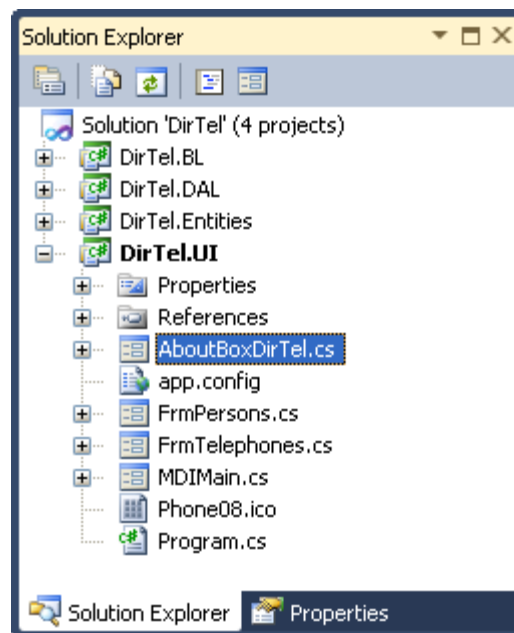 Solution Explorer
Solution 'DirTel' (4 projects)
DirTel.BL
DirTel.DAL
DirTel.Entities
DirTel.UI
Properties
References
AboutBoxDirTel.cs
app.config
FrmPersons.cs
FrmTelephones.cs
MDIMain.cs
Phone08.ico
Program.cs
Solution Explorer Properties